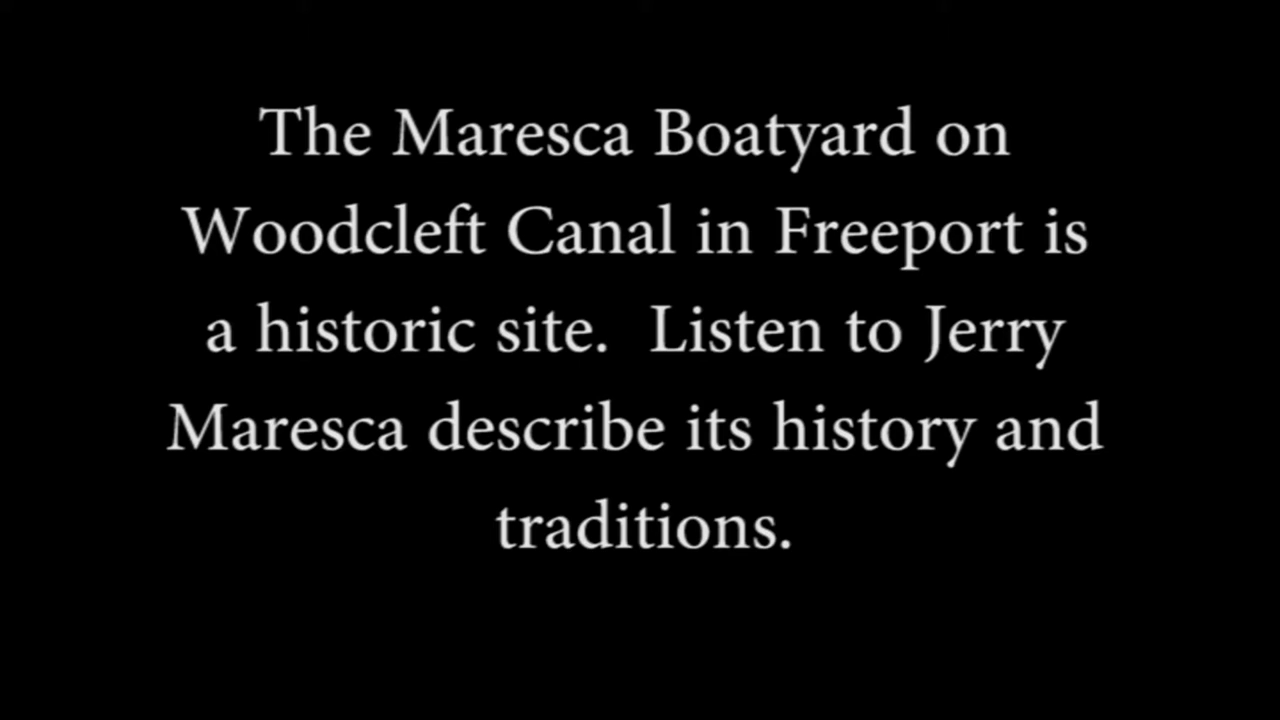 The Maresca Boatyard on
Woodcleft Canal in Freeport is
a historic site.  Listen to Jerry
Maresca describe its history and
traditions.